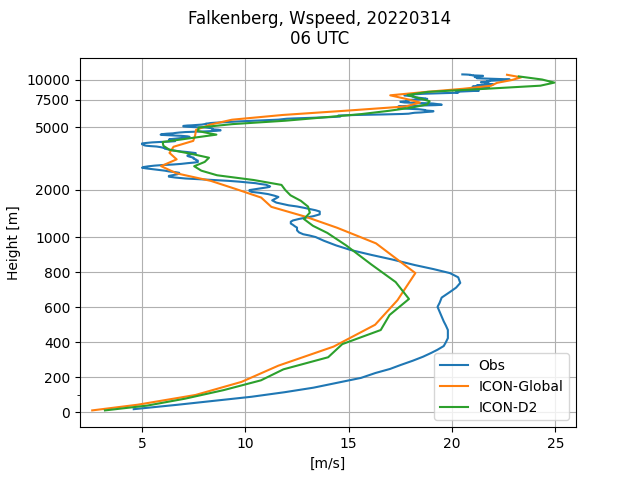 Falkenberg, Wspeed, 20220314
06 UTC
10000
7500
5000
2000
1000
800
600
400
200
0
Height [m]
Obs
ICON-Global
ICON-D2
5 10 15 20 25
[m/s]